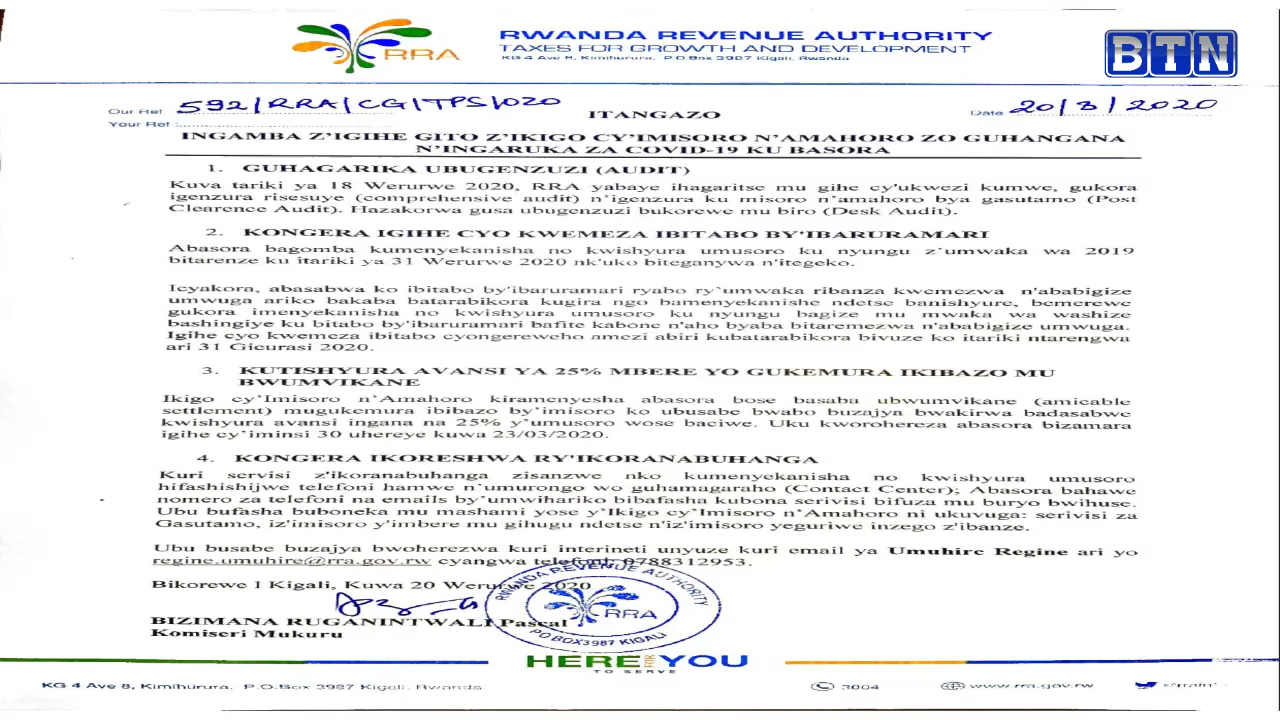 RRA
RWANDA REVENUE AUTHORITY
TAXES FOR GROWTH AND DEVELOPMENT
KG 4 Ave 8, Kimihurura, P.O.Box 3987 Kigali, Rwanda
BTN
Our Ref 592/RRA/CG/TPS/020
Date 20/3/2020
Your Ref :
ITANGAZO
INGAMBA Z'IGIHE GITO Z'IKIGO CY'IMISORO N'AMAHORO ZO GUHANGANA
N'INGARUKA ZA COVID-19 KU BASORA
1. GUHAGARIKA UBUGENZUZI (AUDIT)
Kuva tariki ya 18 Werurwe 2020, RRA yabaye ihagaritse mu gihe cy'ukwezi kumwe, gukora
igenzura risesuye (comprehensive audit) n'igenzura ku misoro n'amahoro bya gasutamo (Post
Clearence Audit). Hazakorwa gusa ubugenzuzi bukorewe mu biro (Desk Audit).
2. KONGERA IGIHE CYO KWEMEZA IBITABO BY'IBARURAMARI
Abasora bagomba kumenyekanisha no kwishyura umusoro ku nyungu z'umwaka wa 2019
bitarenze ku itariki ya 31 Werurwe 2020 nk'uko biteganywa n'itegeko.
Icyakora, abasabwa ko ibitabo by'ibaruramari ryabo ry'umwaka ribanza kwemezwa n'ababigize
umwuga ariko bakaba batarabikora kugira ngo bamenyekanishe ndetse banishyure, bemerewe
gukora imenyekanisha no kwishyura umusoro ku nyungu bagize mu mwaka wa washize
bashingiye ku bitabo by'ibaruramari bafite kabone n'aho byaba bitaremezwa n'ababigize umwuga.
Igihe cyo kwemeza ibitabo cyongereweho amezi abiri kubatarabikora bivuze ko itariki ntarengwa
ari 31 Gicurasi 2020.
3. KUTISHYURA AVANSI YA 25% MBERE YO GUKEMURA IKIBAZO MU
BWUMVIKANE
Ikigo cy'Imisoro n'Amahoro kiramenyesha abasora bose basaba ubwumvikane (amicable
settlement) mugukemura ibibazo by'imisoro ko ubusabe bwabo buzajya bwakirwa badasabwe
kwishyura avansi ingana na 25% y'umusoro wose baciwe. Uku kworohereza abasora bizamara
igihe cy'iminsi 30 uhereye kuwa 23/03/2020.
4. KONGERA IKORESHWA RY'IKORANABUHANGA
Kuri servisi z'ikoranabuhanga zisanzwe nko kumenyekanisha no kwishyura umusoro
hifashishijwe telefoni hamwe n'umurongo wo guhamagaraho (Contact Center); Abasora bahawe
nomero za telefoni na emails by'umwihariko bibafasha kubona serivisi bifuza mu buryo bwihuse.
Ubu bufasha buboneka mu mashami yose y'Ikigo cy'Imisoro n'Amahoro ni ukuvuga: serivisi za
Gasutamo, iz'imisoro y'imbere mu gihugu ndetse n'iz'imisoro yeguriwe inzego z'ibanze.
Ubu busabe buzajya bwoherezwa kuri interineti unyuze kuri email ya Umuhire Regine ari yo
regine.umuhire@rra.gov.rw cyangwa telefoni: 0788312953.
Bikorewe I Kigali, Kuwa 20 Werurwe 2020
RWANDA REVENUE AUTHORITY
RRA
PO BOX3987 KIGALI
BIZIMANA RUGANINTWALI Pascal
Komiseri Mukuru
HERE FOR YOU
TO SERVE
KG 4 Ave 8, Kimihurura, P.O.Box 3987 Kigali, Rwanda
3004
www.rra.gov.rw